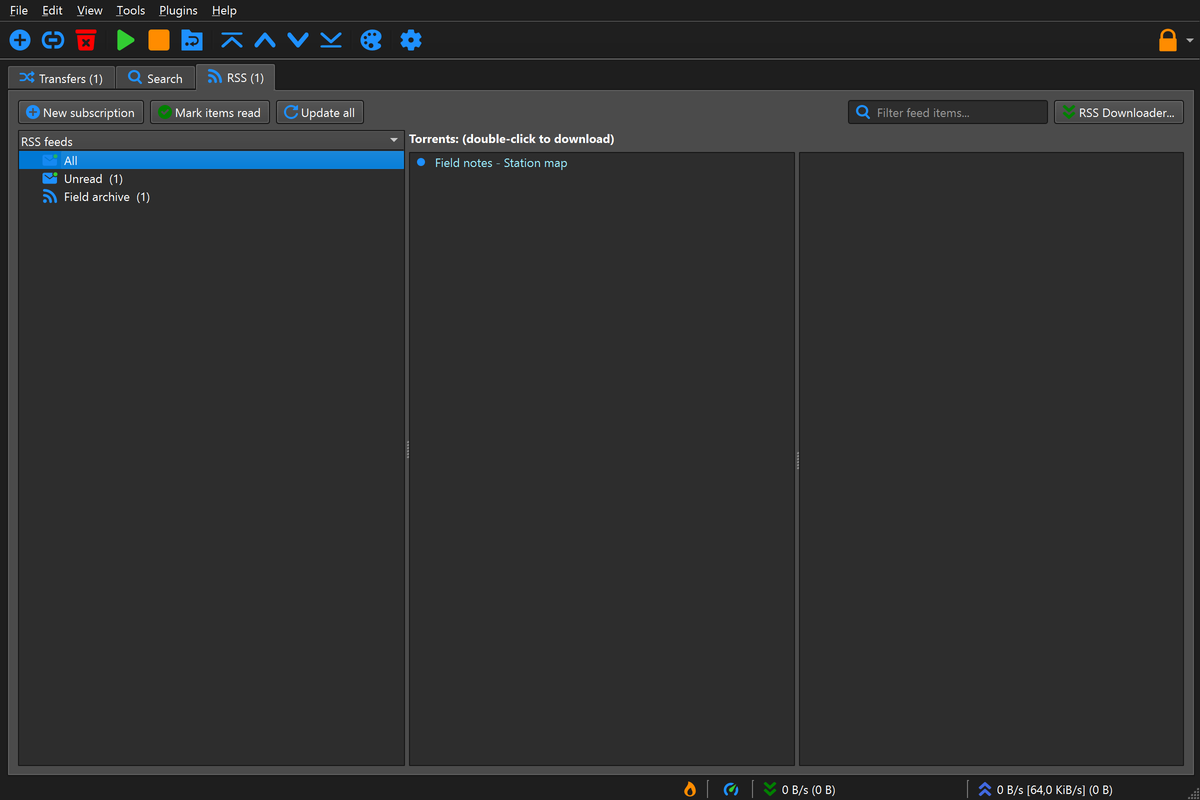 File Edit View Tools Plugins Help
Transfers (1) Search RSS (1)
New subscription Mark items read Update all Filter feed items... RSS Downloader...
RSS feeds
Torrents: (double-click to download)
All
Unread (1)
Field archive (1)
Field notes - Station map
0 B/s (0 B) 0 B/s [64,0 KiB/s] (0 B)